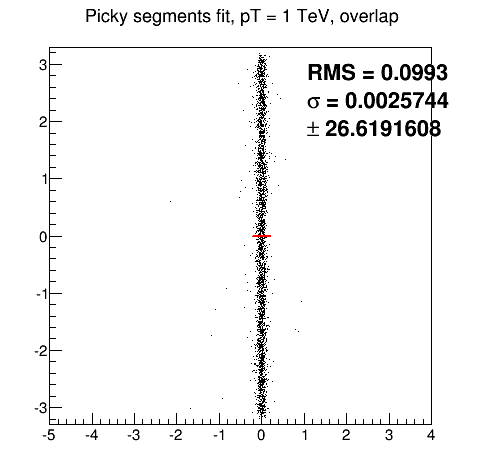 Picky segments fit, pT = 1 TeV, overlap
RMS = 0.0993
σ = 0.0025744
± 26.6191608
3
2
1
0
-1
-2
-3
-5 -4 -3 -2 -1 0 1 2 3 4